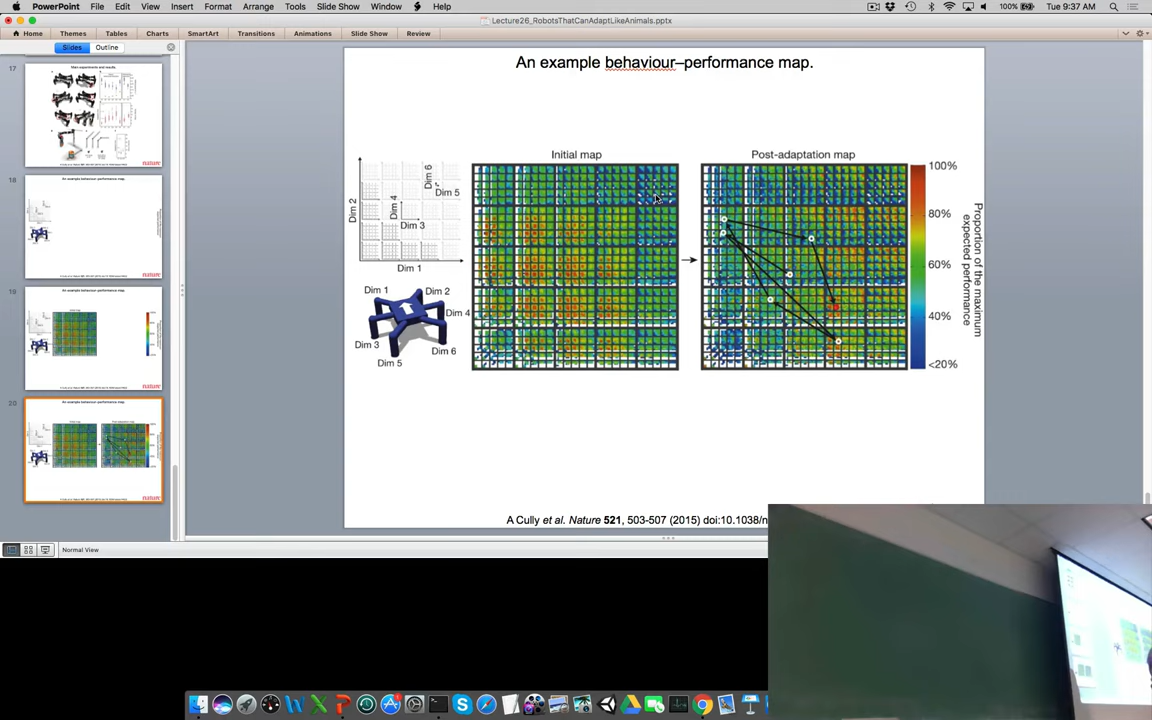 PowerPoint File Edit View Insert Format Arrange Tools Slide Show Window Help 100% Tue 9:37 AM
Lecture26_RobotsThatCanAdaptLikeAnimals.pptx
Home Themes Tables Charts SmartArt Transitions Animations Slide Show Review
Slides Outline
17
18
20
nature
An example behaviour–performance map.
Initial map
Post-adaptation map
Dim 2
Dim 4
Dim 3
Dim 6
Dim 5
Dim 1
Dim 1
Dim 2
Dim 4
Dim 3
Dim 6
Dim 5
100%
80%
60%
40%
<20%
Proportion of the maximum
expected performance
A Cully et al. Nature 521, 503-507 (2015) doi:10.1038/n
Normal View